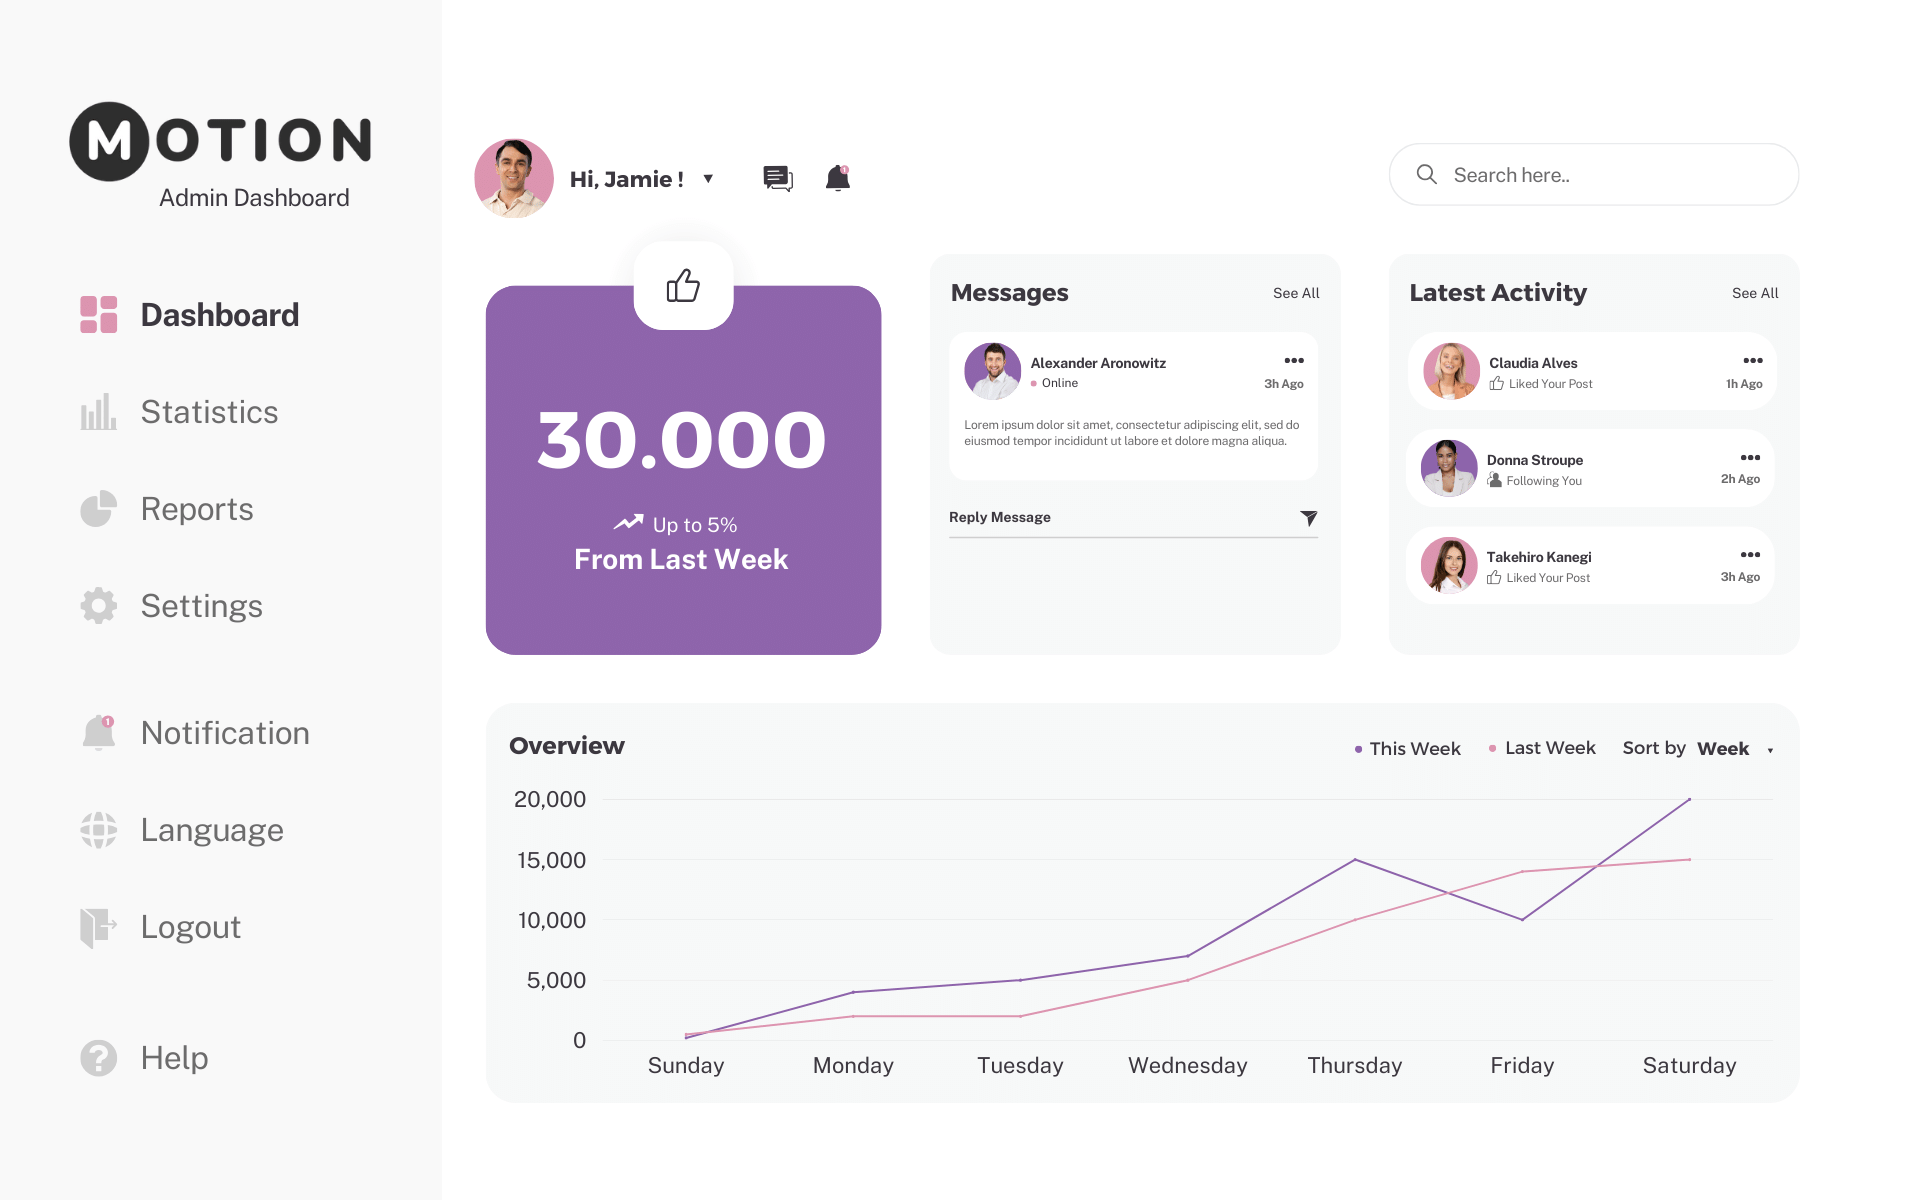 MOTION
Admin Dashboard
Dashboard
Statistics
Reports
Settings
1
Notification
Language
Logout
?
Help
Hi, Jamie !
1
Search here..
30.000
Up to 5%
From Last Week
Messages
See All
Alexander Aronowitz
Online
3h Ago
Lorem ipsum dolor sit amet, consectetur adipiscing elit, sed do
eiusmod tempor incididunt ut labore et dolore magna aliqua.
Reply Message
Latest Activity
See All
Claudia Alves
Liked Your Post
1h Ago
Donna Stroupe
Following You
2h Ago
Takehiro Kanegi
Liked Your Post
3h Ago
Overview
This Week
Last Week
Sort by Week
20,000
15,000
10,000
5,000
0
Sunday Monday Tuesday Wednesday Thursday Friday Saturday